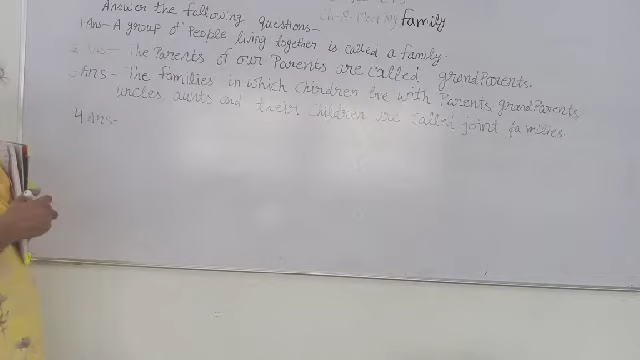 Ch-8: Meet My family
Answer the following questions-
1 Ans- A group of People living together is called a family.
2 Ans- The Parents of our Parents are called grandParents.
3 Ans- The families in which Children live with Parents, grandParents,
uncles, aunts and their children are called joint families.
4 Ans-